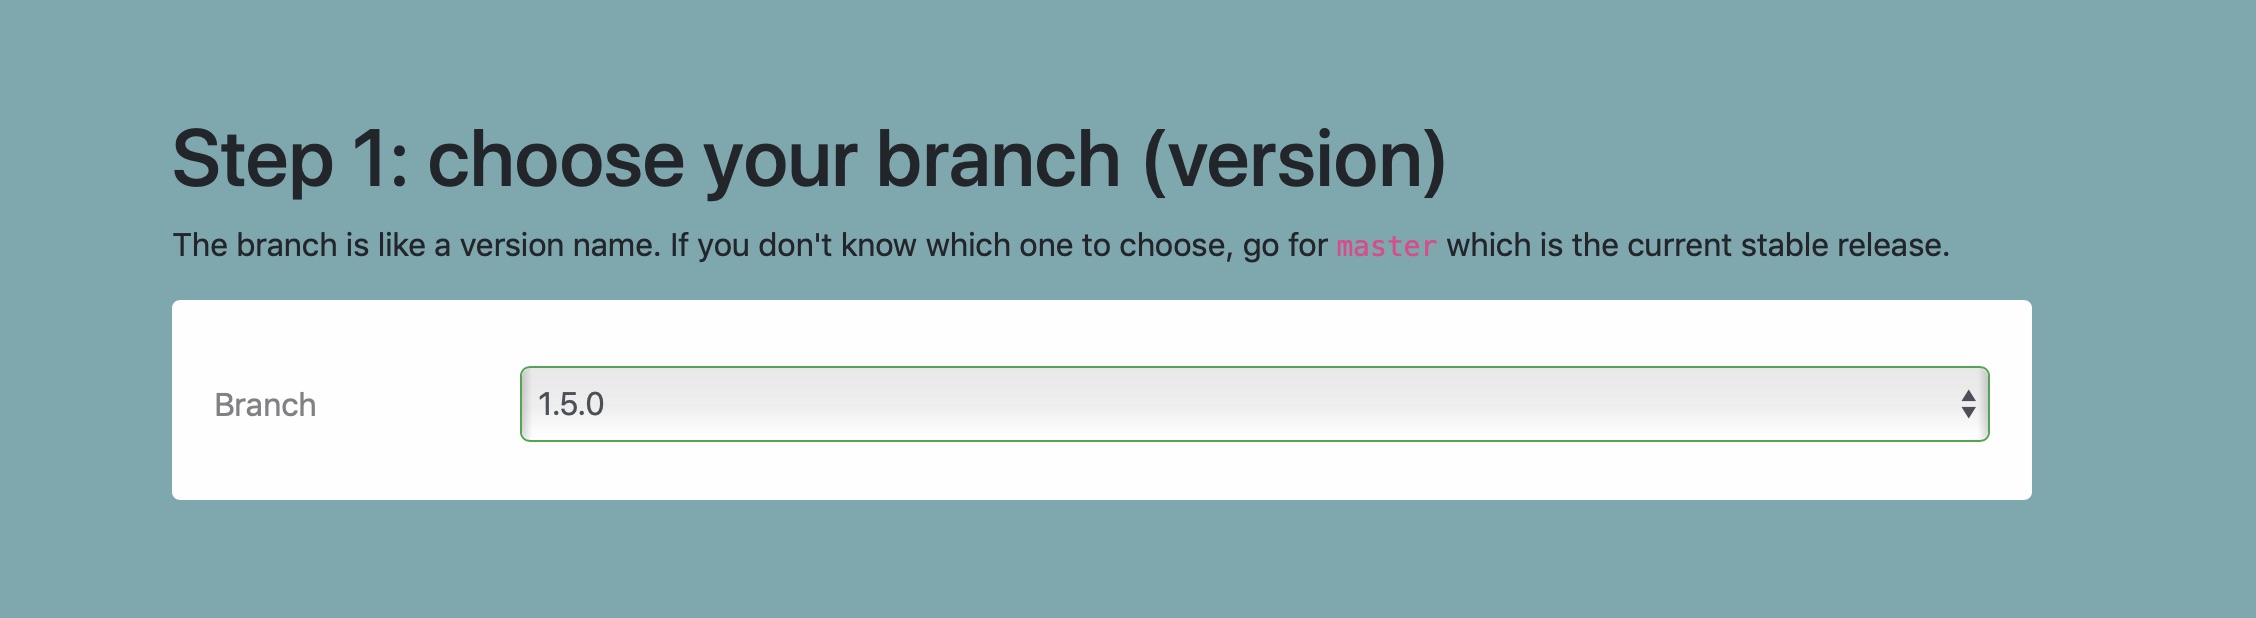 Step 1: choose your branch (version)
The branch is like a version name. If you don't know which one to choose, go for master which is the current stable release.
Branch
1.5.0